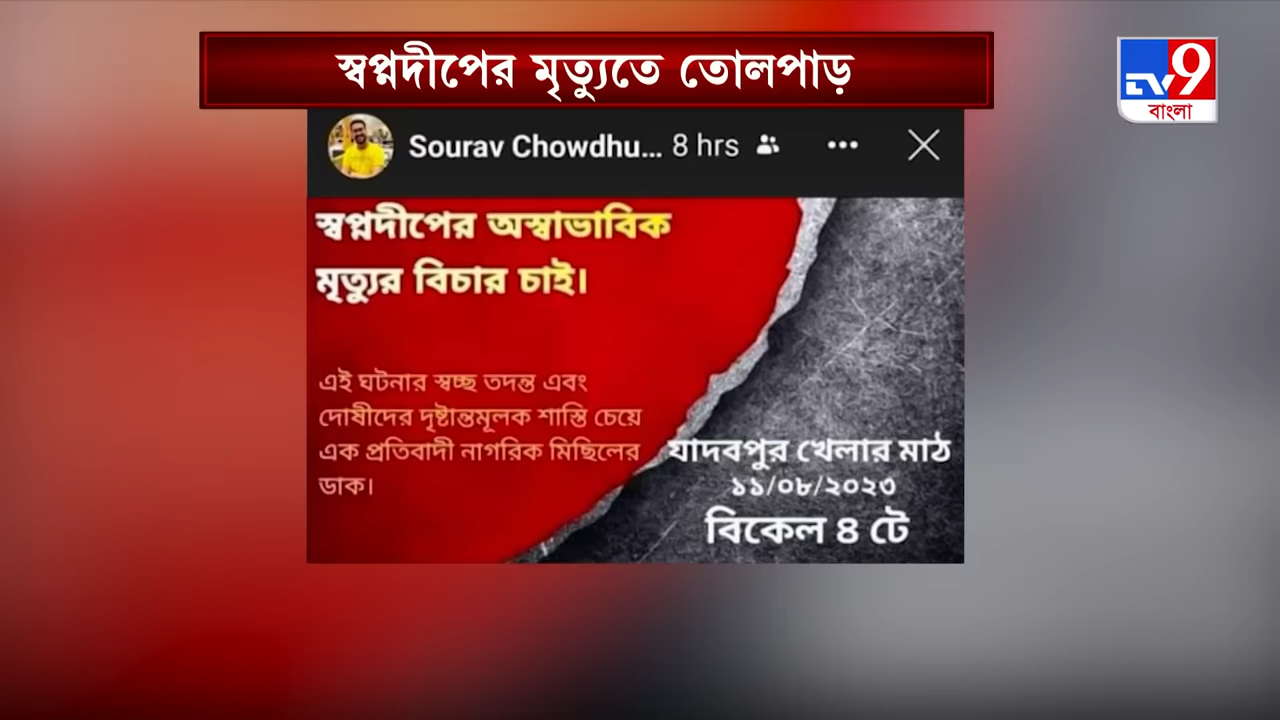 স্বপ্নদীপের মৃত্যুতে তোলপাড়
TV9
বাংলা
Sourav Chowdhu... 8 hrs
স্বপ্নদীপের অস্বাভাবিক
মৃত্যুর বিচার চাই।
এই ঘটনার স্বচ্ছ তদন্ত এবং
দোষীদের দৃষ্টান্তমূলক শাস্তি চেয়ে
এক প্রতিবাদী নাগরিক মিছিলের
ডাক।
যাদবপুর খেলার মাঠ
১১/০৮/২০২৩
বিকেল ৪ টে